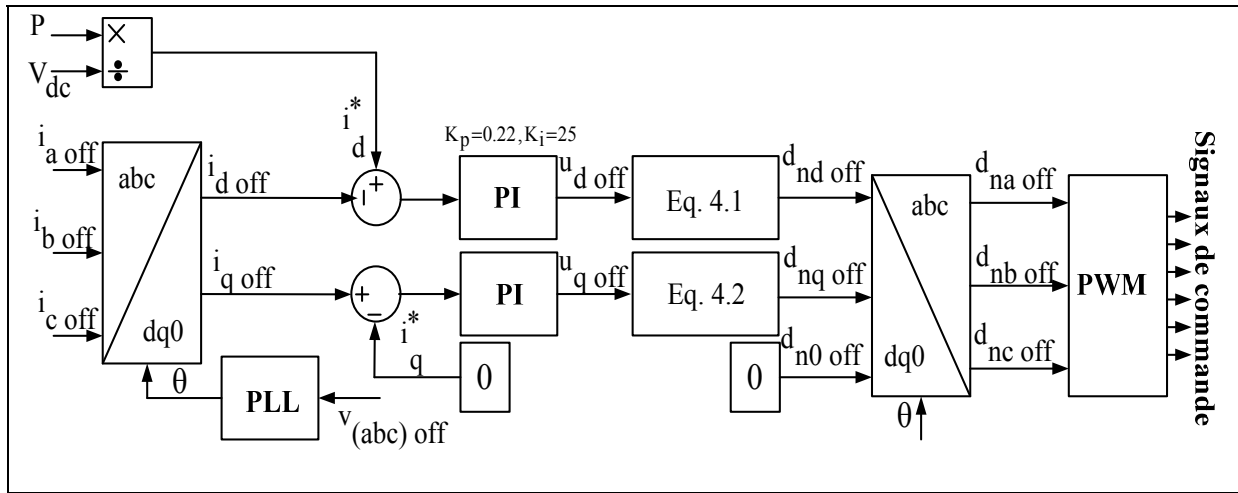 P
×
V dc
÷
i* d
K p =0.22, K i =25
i a off
i b off
i c off
abc
dq0
i d off
i q off
+
−
+
−
PI
PI
u d off
u q off
Eq. 4.1
Eq. 4.2
d nd off
d nq off
d n0 off
abc
dq0
d na off
d nb off
d nc off
PWM
Signaux de commande
θ
PLL
v (abc) off
i* q
0
0
θ